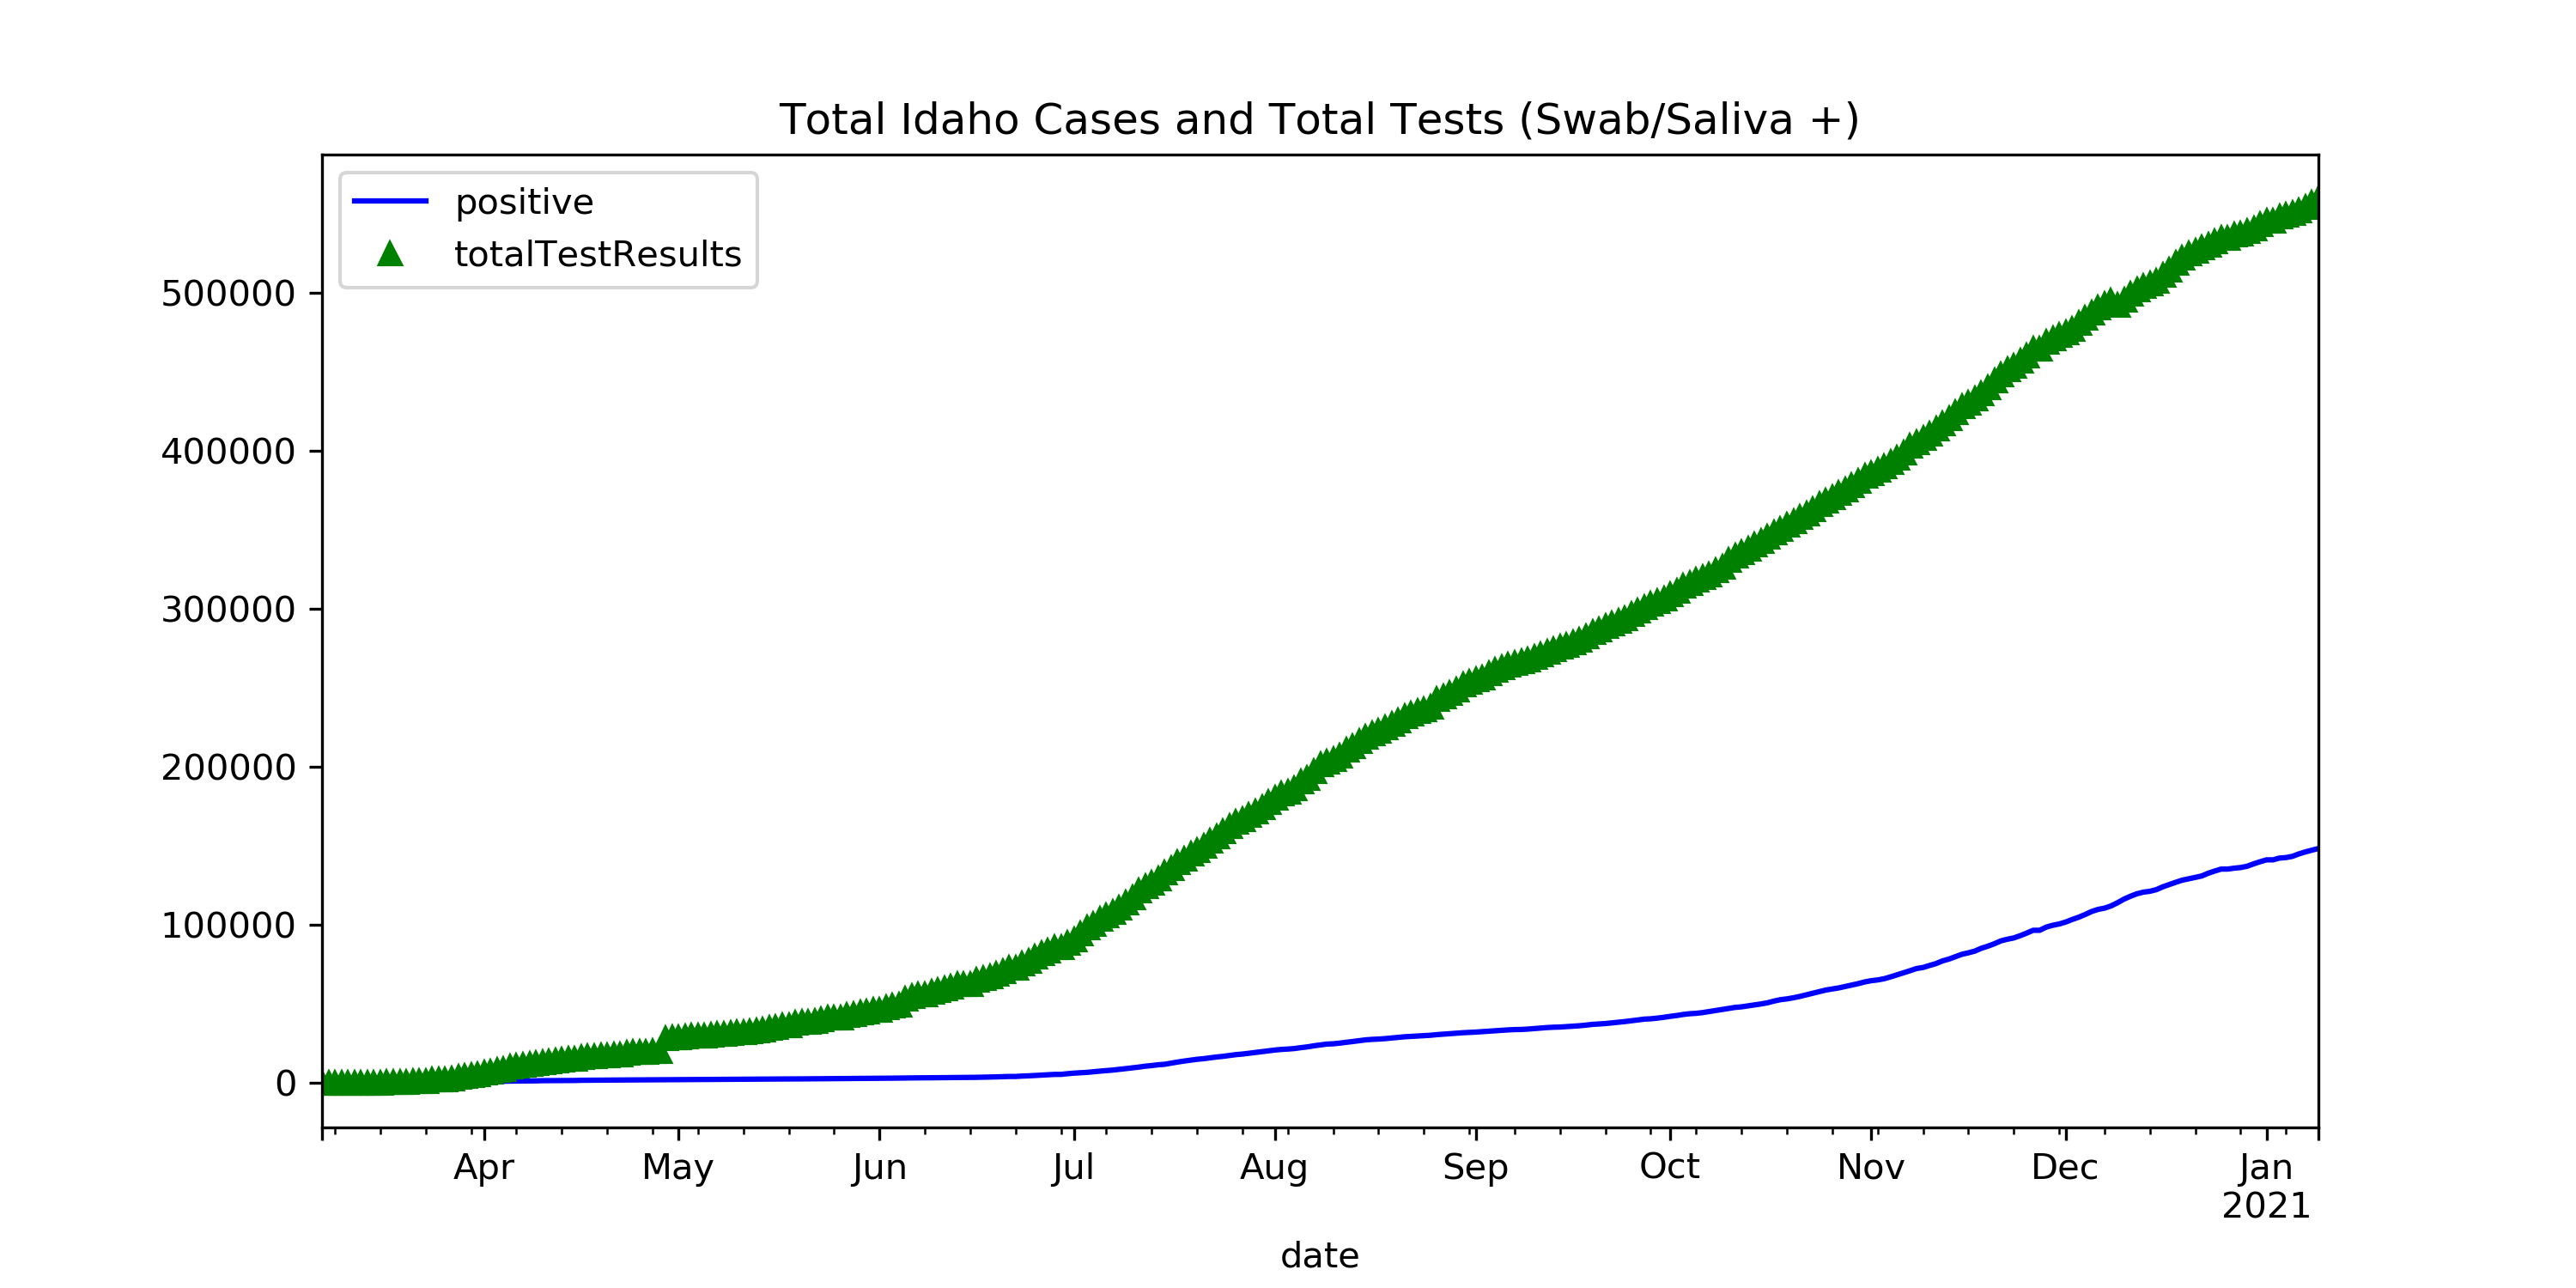 Total Idaho Cases and Total Tests (Swab/Saliva +)
positive
totalTestResults
500000
400000
300000
200000
100000
0
Apr May Jun Jul Aug Sep Oct Nov Dec Jan
2021
date